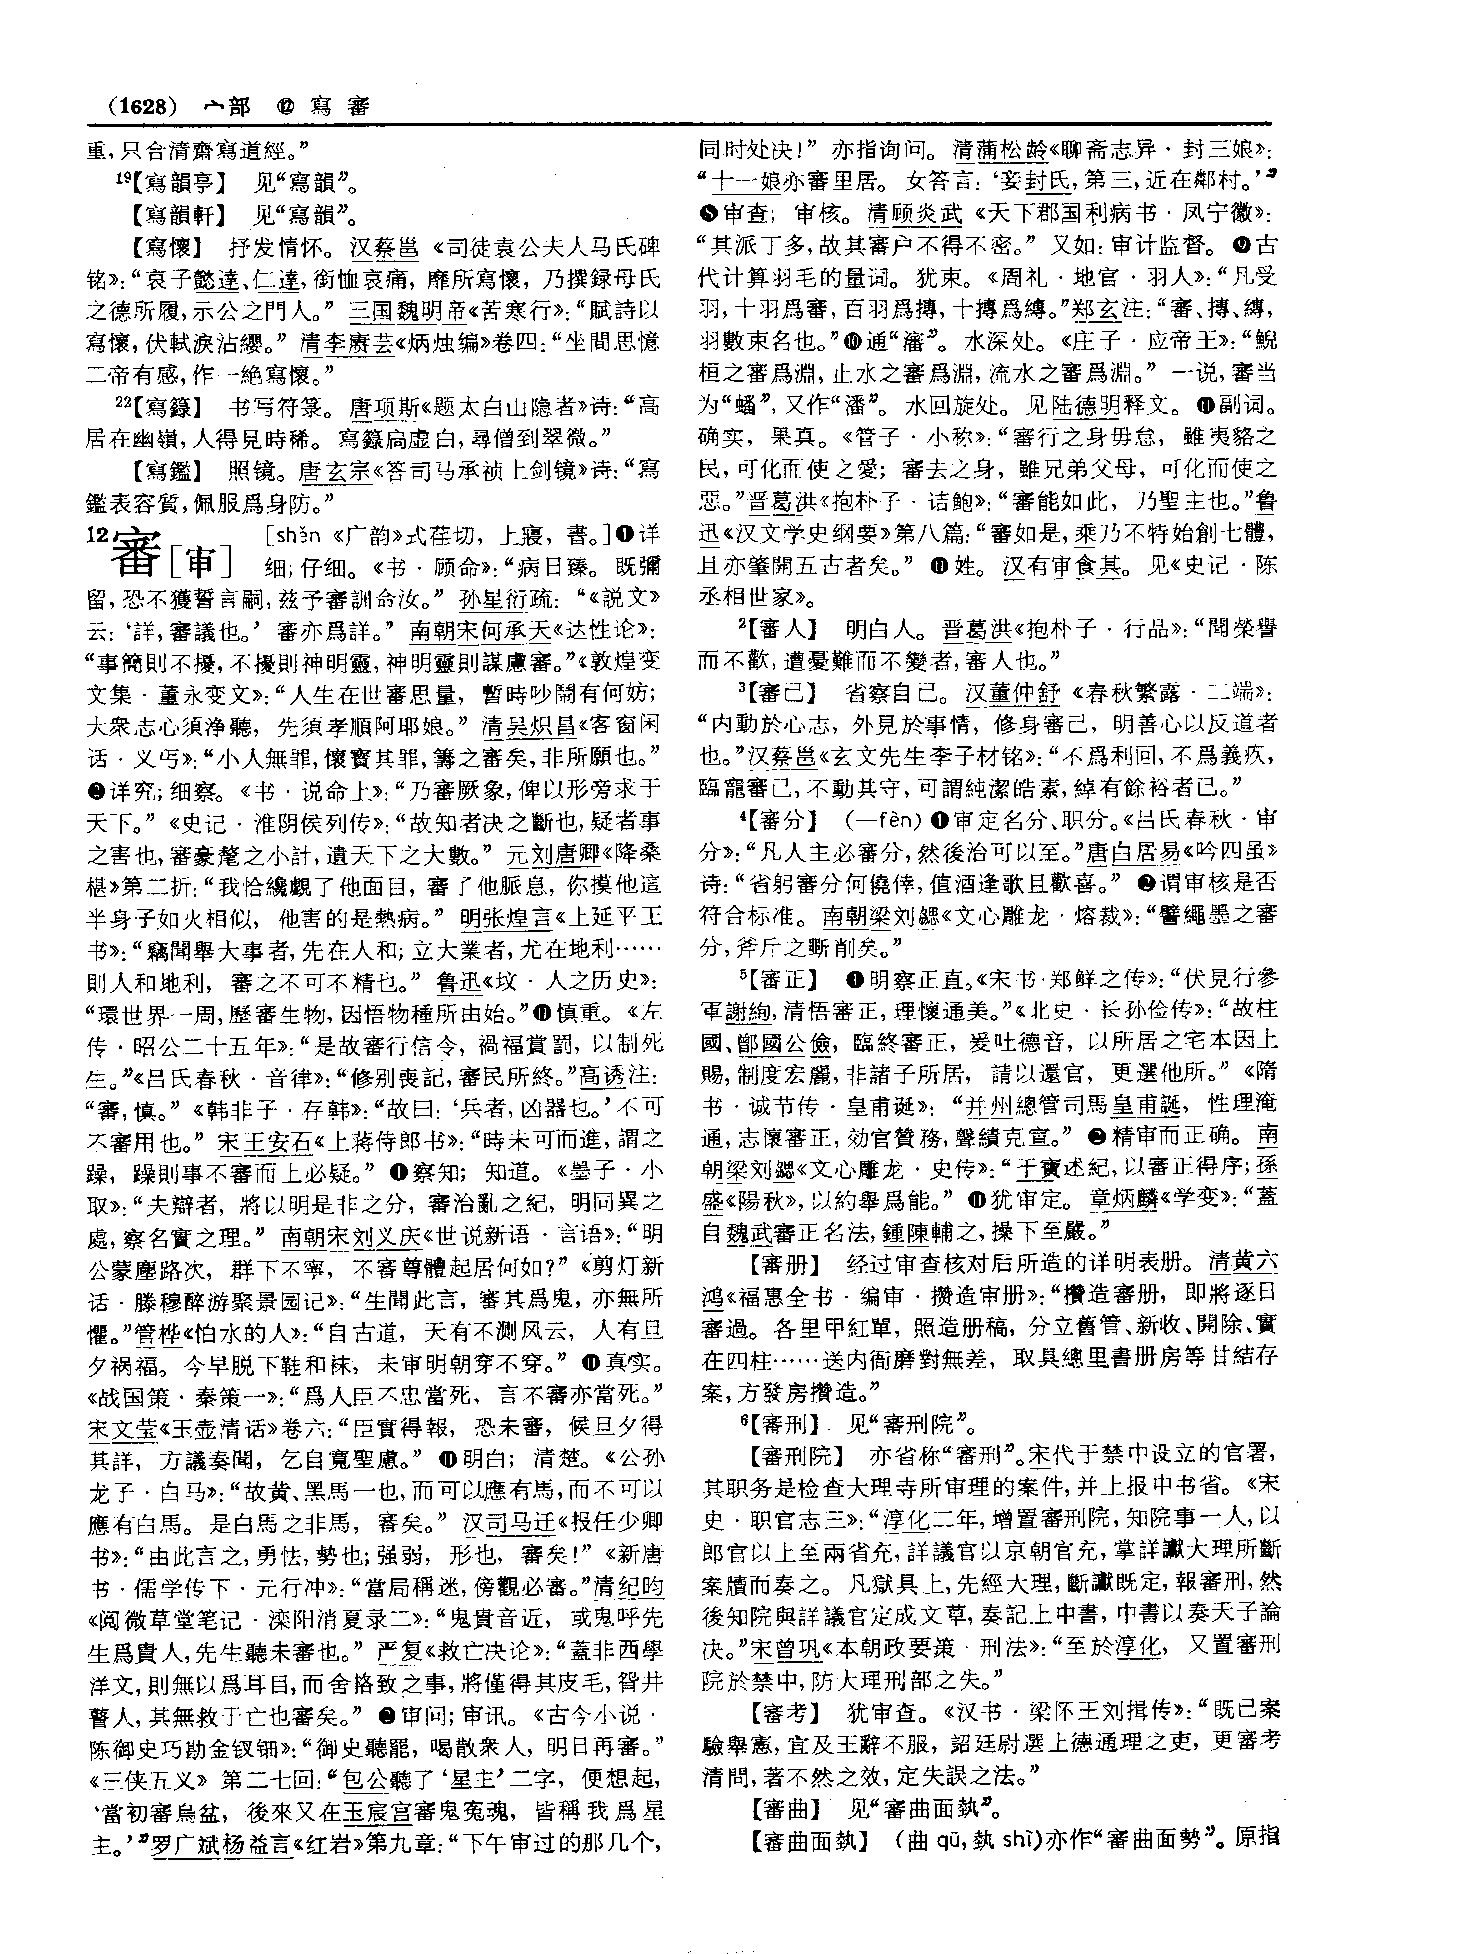 (1628) 宀部 ⑫ 寫 審
重,只合清齋寫道經。”
19【寫韻亭】 见“寫韻”。
【寫韻軒】 见“寫韻”。
【寫懷】 抒发情怀。汉蔡邕《司徒袁公夫人马氏碑
铭》:“哀子懿達、仁達,銜恤哀痛,靡所寫懷,乃撰録母氏
之德所履,示公之門人。” 三国魏明帝《苦寒行》:“賦詩以
寫懷,伏軾淚沾纓。” 清李赓芸《炳烛编》卷四:“坐間思憶
二帝有感,作一絶寫懷。”
22【寫籙】 书写符箓。唐项斯《题太白山隐者》诗:“高
居在幽嶺,人得見時稀。寫籙扃虚白,尋僧到翠微。”
【寫鑑】 照镜。唐玄宗《答司马承祯上剑镜》诗:“寫
鑑表容質,佩服爲身防。”
12審[审] [shěn《广韵》式荏切,上寑,書。]❶详
细;仔细。《书·顾命》:“病日臻。既彌
留,恐不獲誓言嗣,兹予審訓命汝。” 孙星衍疏:“《説文》
云:‘詳,審議也。’審亦爲詳。” 南朝宋何承天《达性论》:
“事簡則不擾,不擾則神明靈,神明靈則謀慮審。”《敦煌变
文集·董永变文》:“人生在世審思量,暫時吵鬧有何妨;
大衆志心須净聽,先須孝順阿耶娘。” 清吴炽昌《客窗闲
话·义丐》:“小人無罪,懷寳其罪,籌之審矣,非所願也。”
❷详究;细察。《书·说命上》:“乃審厥象,俾以形旁求于
天下。”《史记·淮阴侯列传》:“故知者决之斷也,疑者事
之害也,審豪氂之小計,遺天下之大數。” 元刘唐卿《降桑
椹》第二折:“我恰纔觑了他面目,審了他脈息,你摸他這
半身子如火相似,他害的是熱病。” 明张煌言《上延平王
书》:“竊聞舉大事者,先在人和;立大業者,尤在地利……
則人和地利,審之不可不精也。” 鲁迅《坟·人之历史》:
“環世界一周,歷審生物,因悟物種所由始。”❸慎重。《左
传·昭公二十五年》:“是故審行信令,禍福賞罰,以制死
生。”《吕氏春秋·音律》:“修别喪記,審民所終。”高诱注:
“審,慎。”《韩非子·存韩》:“故曰:‘兵者,凶器也。’不可
不審用也。” 宋王安石《上蒋侍郎书》:“時未可而進,謂之
躁,躁則事不審而上必疑。” ❹察知;知道。《墨子·小
取》:“夫辯者,將以明是非之分,審治亂之紀,明同異之
處,察名實之理。” 南朝宋刘义庆《世说新语·言语》:“明
公蒙塵路次,群下不寧,不審尊體起居何如?”《剪灯新
话·滕穆醉游聚景园记》:“生聞此言,審其爲鬼,亦無所
懼。”管桦《怕水的人》:“自古道,天有不测风云,人有旦
夕祸福。今早脱下鞋和袜,未审明朝穿不穿。” ❺真实。
《战国策·秦策一》:“爲人臣不忠當死,言不審亦當死。”
宋文莹《玉壶清话》卷六:“臣實得報,恐未審,候旦夕得
其詳,方議奏聞,乞自寬聖慮。” ❻明白;清楚。《公孙
龙子·白马》:“故黄、黑馬一也,而可以應有馬,而不可以
應有白馬。是白馬之非馬,審矣。” 汉司马迁《报任少卿
书》:“由此言之,勇怯,勢也;强弱,形也,審矣!”《新唐
书·儒学传下·元行冲》:“當局稱迷,傍觀必審。”清纪昀
《阅微草堂笔记·滦阳消夏录二》:“鬼貴音近,或鬼呼先
生爲貴人,先生聽未審也。” 严复《救亡决论》:“蓋非西學
洋文,則無以爲耳目,而舍格致之事,將僅得其皮毛,眢井
瞽人,其無救于亡也審矣。” ❼审问;审讯。《古今小说·
陈御史巧勘金钗钿》:“御史聽罷,喝散衆人,明日再審。”
《三侠五义》第二七回:“包公聽了‘星主’二字,便想起,
‘當初審烏盆,後來又在玉宸宫審鬼寃魂,皆稱我爲星
主。’”罗广斌杨益言《红岩》第九章:“下午审过的那几个,
同时处决!” 亦指询问。清蒲松龄《聊斋志异·封三娘》:
“十一娘亦審里居。女答言:‘妾封氏,第三,近在鄰村。’”
❽审查;审核。清顾炎武《天下郡国利病书·凤宁徽》:
“其派丁多,故其審户不得不密。” 又如:审计监督。❾古
代计算羽毛的量词。犹束。《周礼·地官·羽人》:“凡受
羽,十羽爲審,百羽爲摶,十摶爲縳。”郑玄注:“審、摶、縳,
羽數束名也。”❿通“瀋”。水深处。《庄子·应帝王》:“鲵
桓之審爲淵,止水之審爲淵,流水之審爲淵。” 一说,審当
为“蟠”,又作“潘”。水回旋处。见陆德明释文。⓫副词。
确实,果真。《管子·小称》:“審行之身毋怠,雖夷貉之
民,可化而使之愛;審去之身,雖兄弟父母,可化而使之
惡。”晋葛洪《抱朴子·诘鲍》:“審能如此,乃聖主也。”鲁
迅《汉文学史纲要》第八篇:“審如是,乘乃不特始創七體,
且亦肇開五古者矣。” ⓬姓。汉有审食其。见《史记·陈
丞相世家》。
2【審人】 明白人。晋葛洪《抱朴子·行品》:“聞榮譽
而不歡,遭憂難而不變者,審人也。”
3【審己】 省察自己。汉董仲舒《春秋繁露·二端》:
“内動於心志,外見於事情,修身審己,明善心以反道者
也。”汉蔡邕《玄文先生李子材铭》:“不爲利回,不爲義疚,
臨寵審己,不動其守,可謂純潔皓素,綽有餘裕者已。”
4【審分】 (—fèn)❶审定名分、职分。《吕氏春秋·审
分》:“凡人主必審分,然後治可以至。”唐白居易《吟四虽》
诗:“省躬審分何僥倖,值酒逢歌且歡喜。” ❷谓审核是否
符合标准。南朝梁刘勰《文心雕龙·熔裁》:“譬繩墨之審
分,斧斤之斲削矣。”
5【審正】 ❶明察正直。《宋书·郑鲜之传》:“伏見行參
軍謝絢,清悟審正,理懷通美。”《北史·长孙俭传》:“故柱
國、鄫國公儉,臨終審正,爰吐德音,以所居之宅本因上
賜,制度宏麗,非諸子所居,請以還官,更選他所。”《隋
书·诚节传·皇甫诞》:“并州總管司馬皇甫誕,性理淹
通,志懷審正,効官贊務,聲績克宣。” ❷精审而正确。南
朝梁刘勰《文心雕龙·史传》:“于寶述紀,以審正得序;孫
盛《陽秋》,以約舉爲能。” ❸犹审定。章炳麟《学变》:“蓋
自魏武審正名法,鍾陳輔之,操下至嚴。”
【審册】 经过审查核对后所造的详明表册。清黄六
鸿《福惠全书·编审·攒造审册》:“攢造審册,即將逐日
審過。各里甲紅單,照造册稿,分立舊管、新收、開除、實
在四柱……送内衙磨對無差,取具總里書册房等甘結存
案,方發房攢造。”
6【審刑】 见“審刑院”。
【審刑院】 亦省称“審刑”。宋代于禁中设立的官署,
其职务是检查大理寺所审理的案件,并上报中书省。《宋
史·职官志三》:“淳化二年,增置審刑院,知院事一人,以
郎官以上至兩省充,詳議官以京朝官充,掌詳讞大理所斷
案牘而奏之。凡獄具上,先經大理,斷讞既定,報審刑,然
後知院與詳議官定成文草,奏記上中書,中書以奏天子論
决。”宋曾巩《本朝政要策·刑法》:“至於淳化,又置審刑
院於禁中,防大理刑部之失。”
【審考】 犹审查。《汉书·梁怀王刘揖传》:“既已案
驗舉憲,宜及王辭不服,詔廷尉選上德通理之吏,更審考
清問,著不然之效,定失誤之法。”
【審曲】 见“審曲面埶”。
【審曲面埶】 (曲qū,埶shì)亦作“審曲面勢”。原指